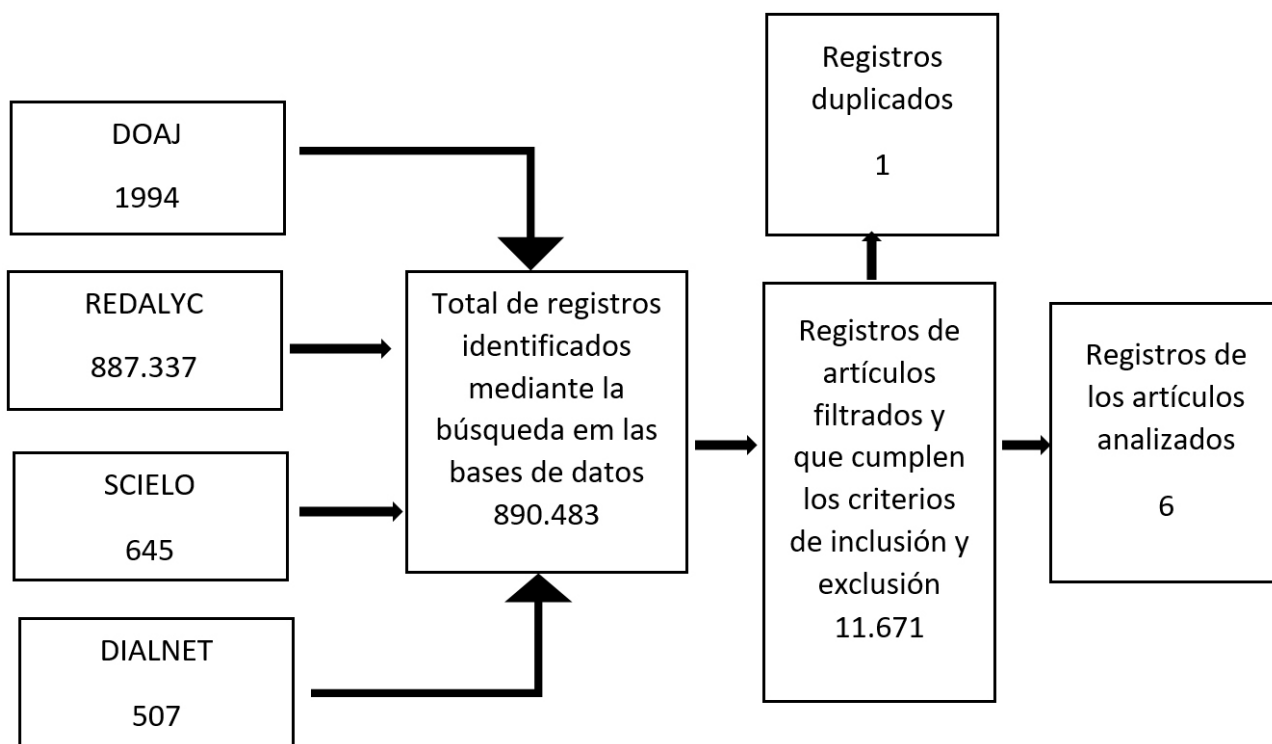 DOAJ
1994
REDALYC
887.337
SCIELO
645
DIALNET
507
Total de registros
identificados
mediante la
búsqueda em las
bases de datos
890.483
Registros
duplicados
1
Registros de
artículos
filtrados y
que cumplen
los criterios
de inclusión y
exclusión
11.671
Registros de
los artículos
analizados
6